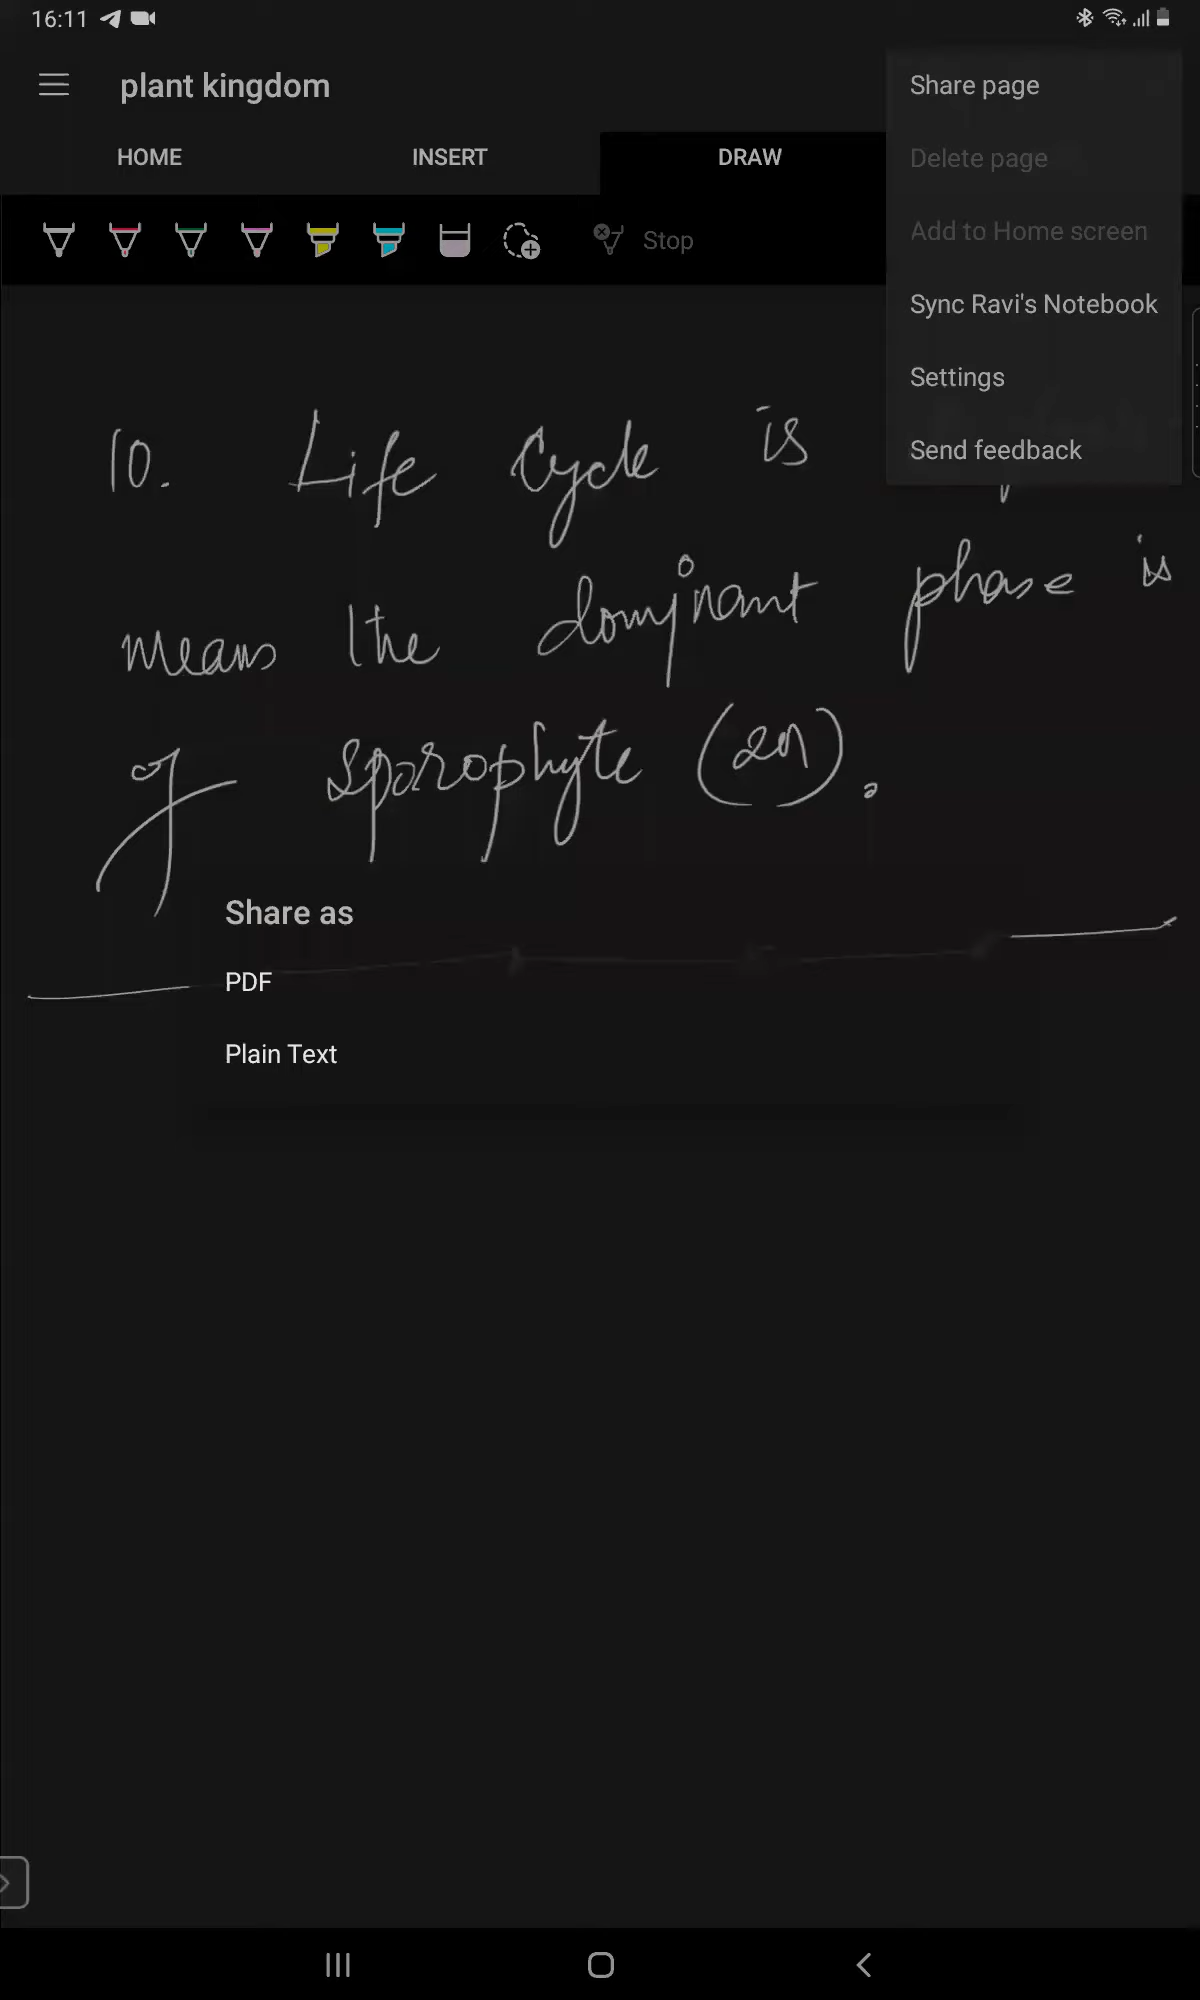 16:11
plant kingdom
HOME INSERT DRAW
Stop
Share page
Delete page
Add to Home screen
Sync Ravi's Notebook
Settings
Send feedback
10. Life Cycle is
means the dominant phase is
of sporophyte (2n).
Share as
PDF
Plain Text